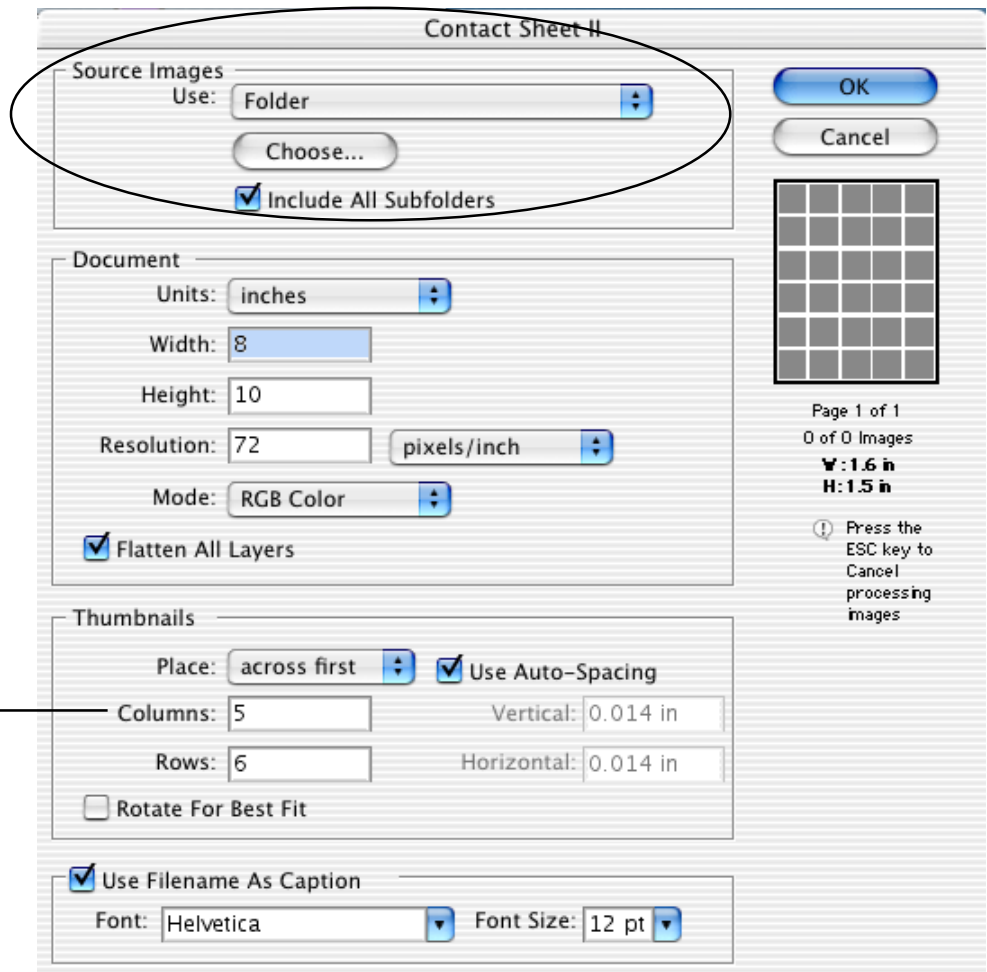 Contact Sheet II
Source Images
Use: Folder
Choose...
Include All Subfolders
OK
Cancel
Document
Units: inches
Width: 8
Height: 10
Resolution: 72 pixels/inch
Mode: RGB Color
Flatten All Layers
Page 1 of 1
0 of 0 Images
W:1.6 in
H:1.5 in
Press the
ESC key to
Cancel
processing
images
Thumbnails
Place: across first Use Auto-Spacing
Columns: 5 Vertical: 0.014 in
Rows: 6 Horizontal: 0.014 in
Rotate For Best Fit
Use Filename As Caption
Font: Helvetica Font Size: 12 pt